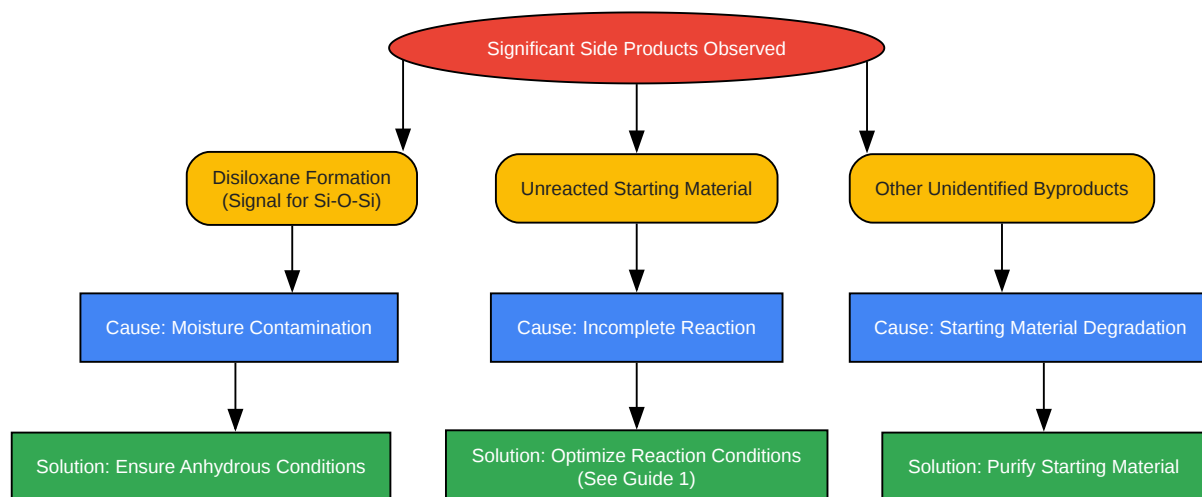 Significant Side Products Observed
Disiloxane Formation
(Signal for Si-O-Si)
Unreacted Starting Material
Other Unidentified Byproducts
Cause: Moisture Contamination
Cause: Incomplete Reaction
Cause: Starting Material Degradation
Solution: Ensure Anhydrous Conditions
Solution: Optimize Reaction Conditions
(See Guide 1)
Solution: Purify Starting Material